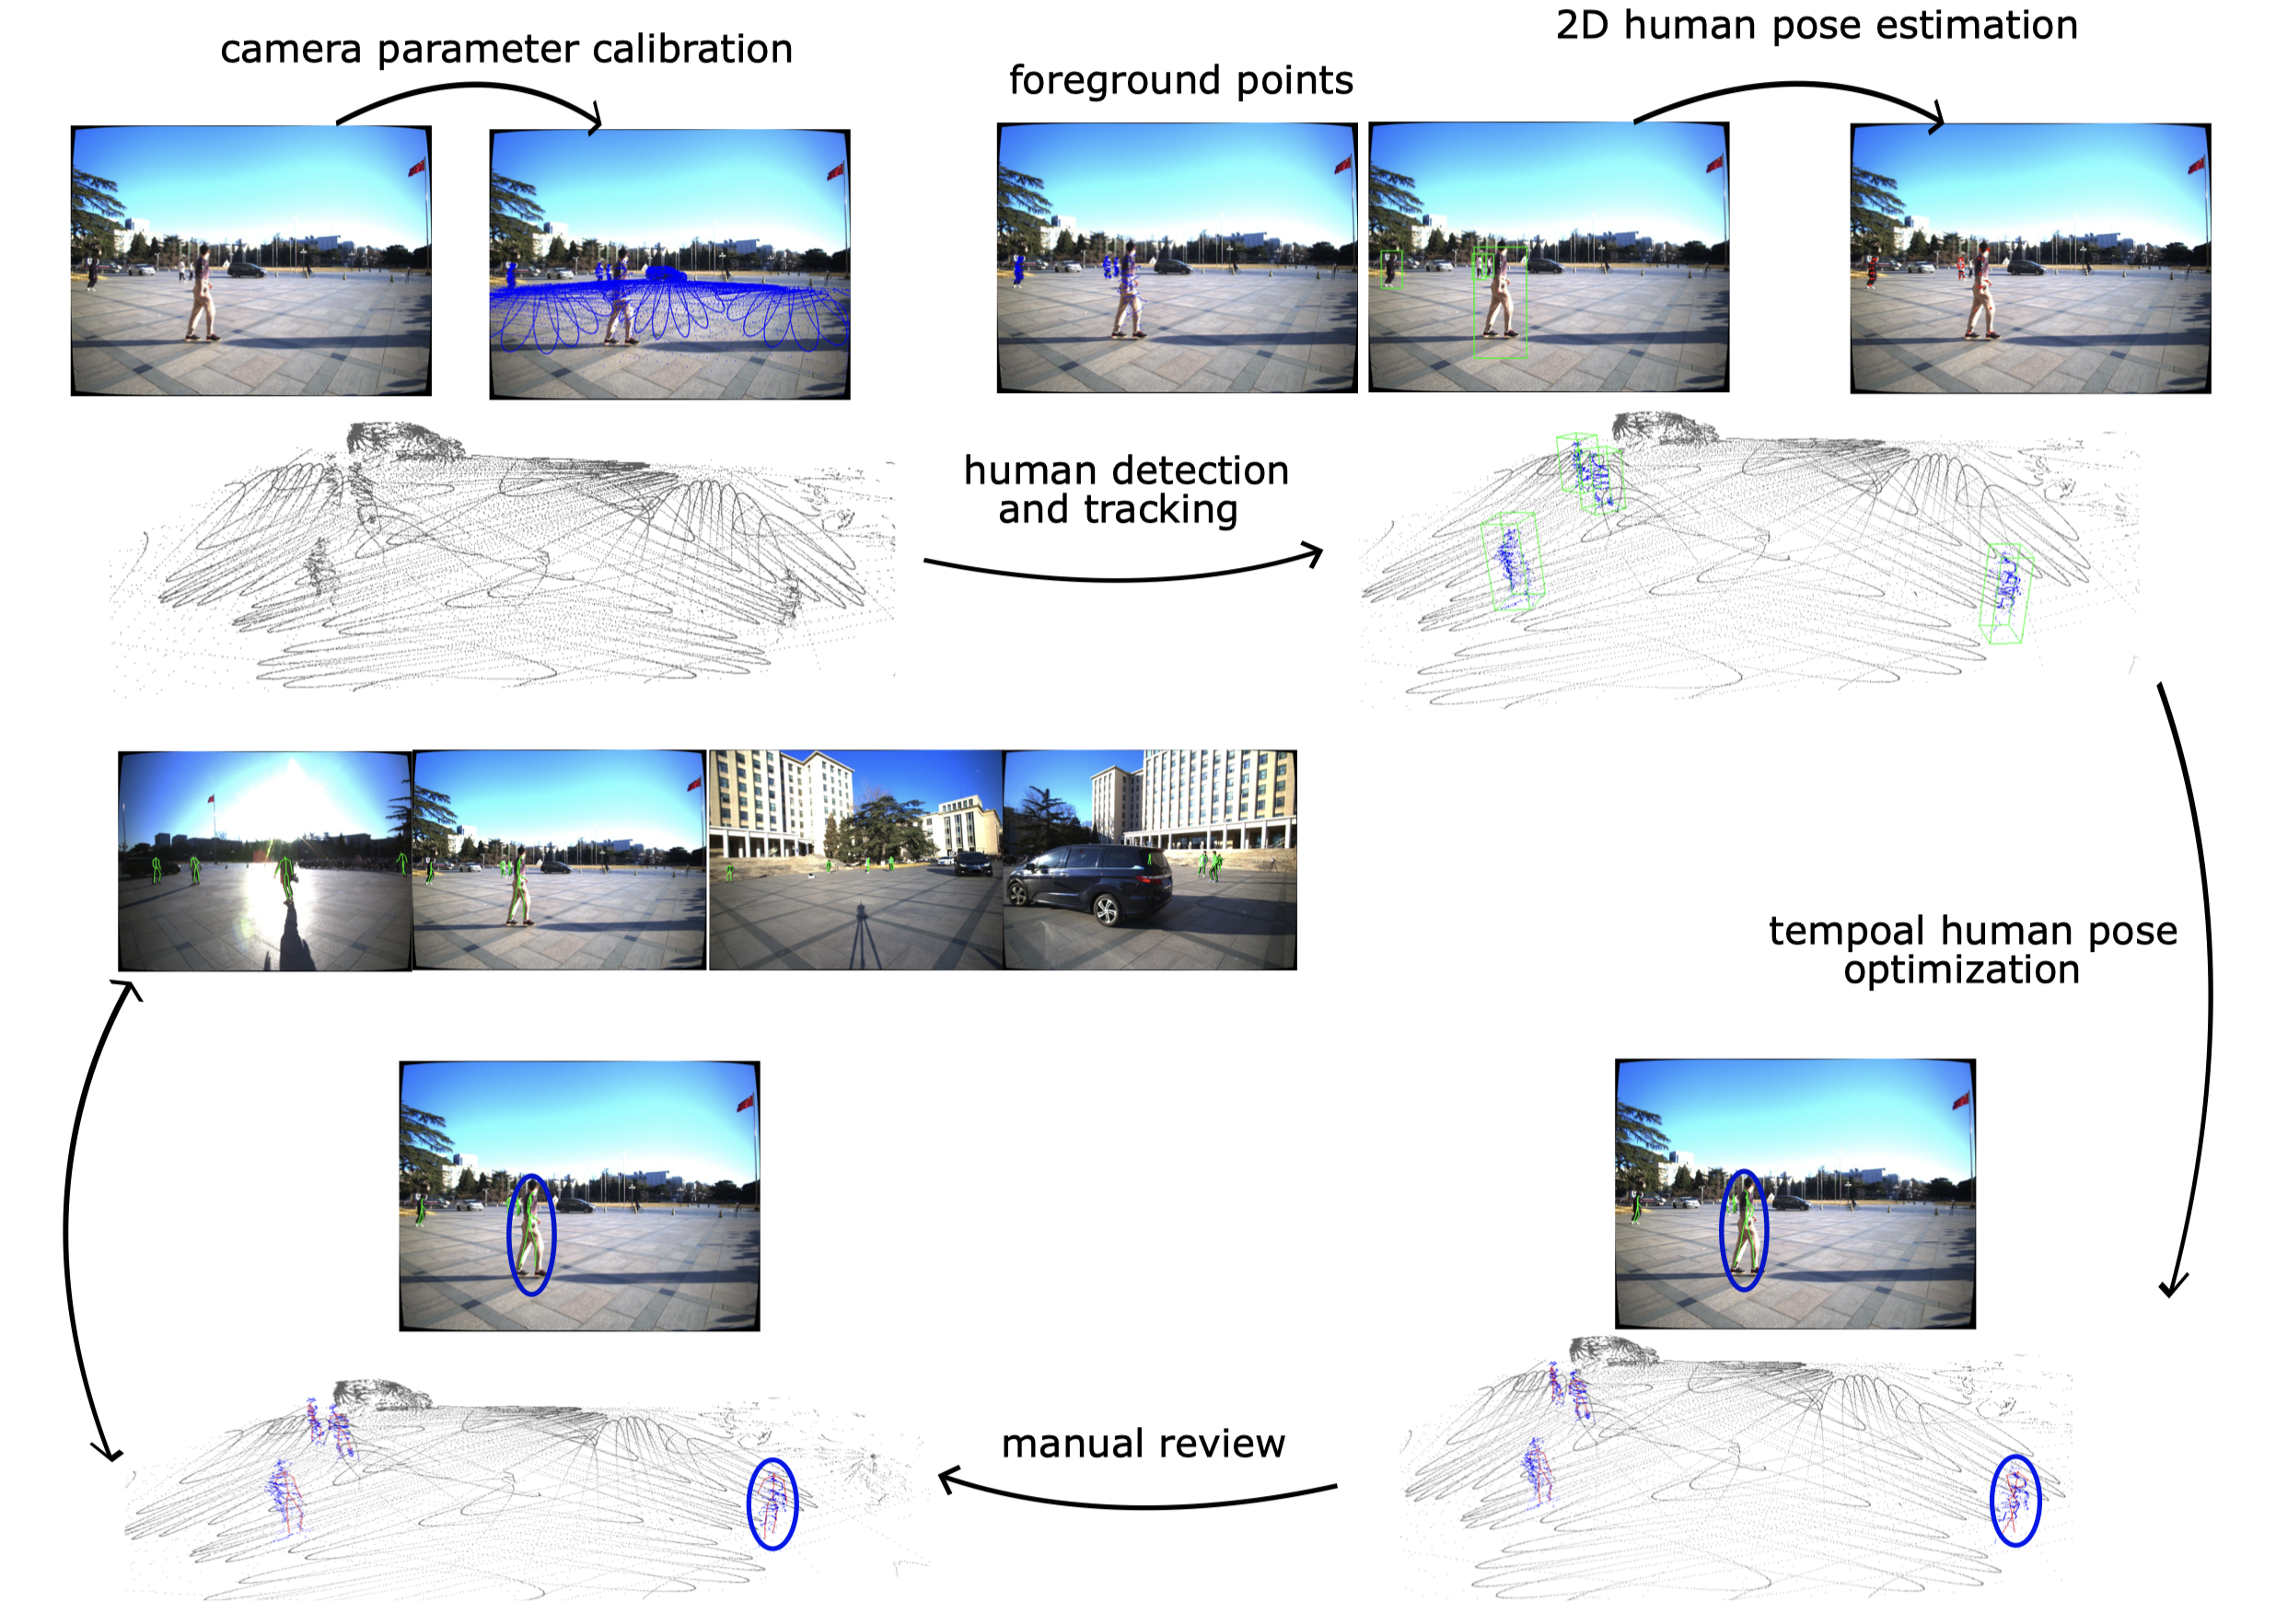 camera parameter calibration
foreground points
2D human pose estimation
human detection
and tracking
tempoal human pose
optimization
manual review